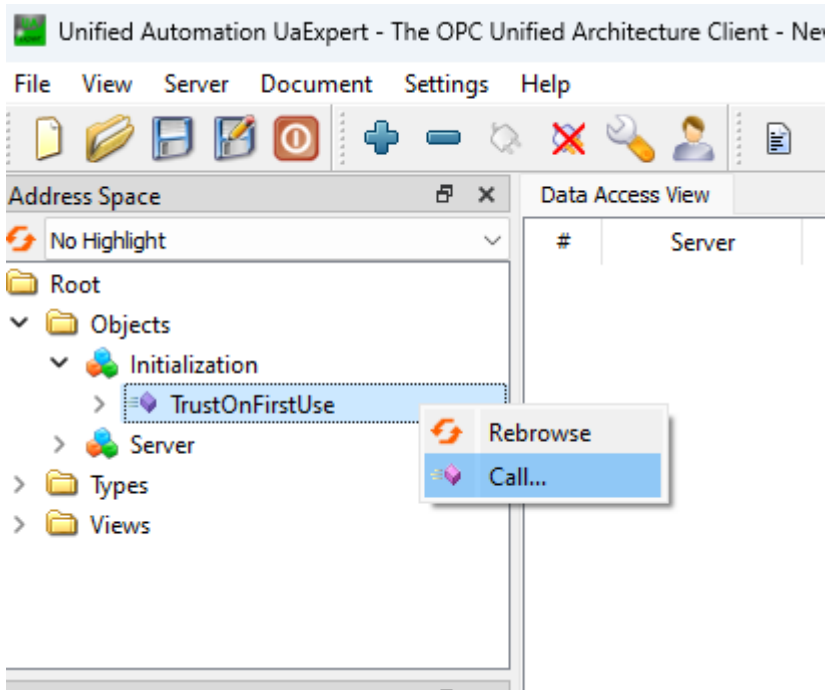 Unified Automation UaExpert - The OPC Unified Architecture Client - New
File View Server Document Settings Help
Address Space
Data Access View
No Highlight
# Server
Root
Objects
Initialization
TrustOnFirstUse
Rebrowse
Server
Call...
Types
Views